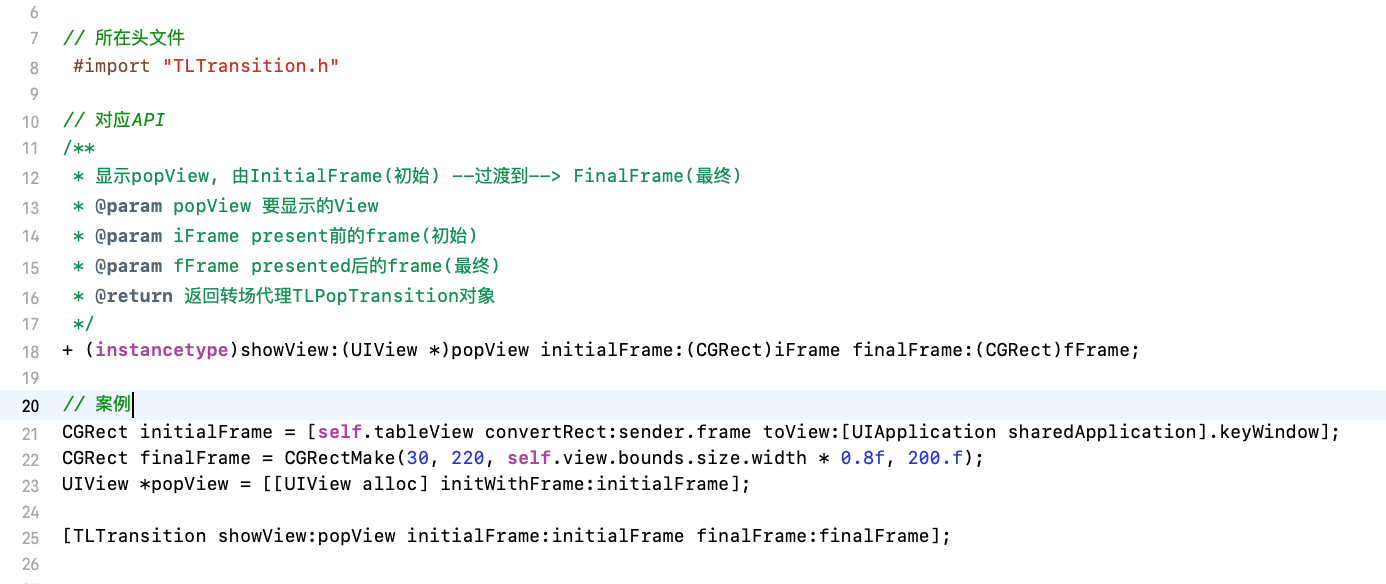 6
7 // 所在头文件
8 #import "TLTransition.h"
9
10 // 对应API
11 /**
12 * 显示popView, 由InitialFrame(初始) --过渡到--> FinalFrame(最终)
13 * @param popView 要显示的View
14 * @param iFrame present前的frame(初始)
15 * @param fFrame presented后的frame(最终)
16 * @return 返回转场代理TLPopTransition对象
17 */
18 + (instancetype)showView:(UIView *)popView initialFrame:(CGRect)iFrame finalFrame:(CGRect)fFrame;
19
20 // 案例
21 CGRect initialFrame = [self.tableView convertRect:sender.frame toView:[UIApplication sharedApplication].keyWindow];
22 CGRect finalFrame = CGRectMake(30, 220, self.view.bounds.size.width * 0.8f, 200.f);
23 UIView *popView = [[UIView alloc] initWithFrame:initialFrame];
24
25 [TLTransition showView:popView initialFrame:initialFrame finalFrame:finalFrame];
26